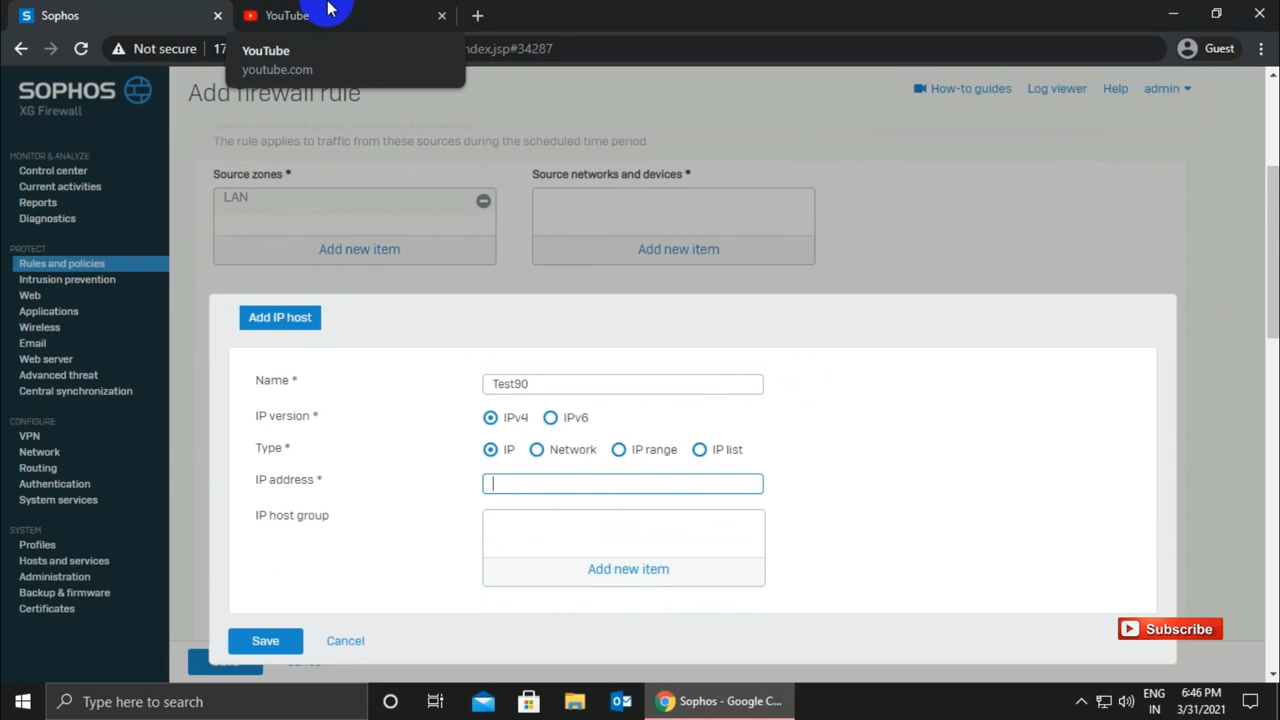 Sophos
YouTube
Not secure
17
ndex.jsp#34287
Guest
YouTube
youtube.com
SOPHOS
XG Firewall
Add firewall rule
How-to guides
Log viewer
Help
admin
The rule applies to traffic from these sources during the scheduled time period.
MONITOR & ANALYZE
Control center
Current activities
Reports
Diagnostics
PROTECT
Rules and policies
Intrusion prevention
Web
Applications
Wireless
Email
Web server
Advanced threat
Central synchronization
CONFIGURE
VPN
Network
Routing
Authentication
System services
SYSTEM
Profiles
Hosts and services
Administration
Backup & firmware
Certificates
Source zones *
LAN
Add new item
Source networks and devices *
Add new item
Add IP host
Name *
Test90
IP version *
IPv4
IPv6
Type *
IP
Network
IP range
IP list
IP address *
IP host group
Add new item
Save
Cancel
Subscribe
Type here to search
Sophos - Google C...
ENG
IN
6:46 PM
3/31/2021